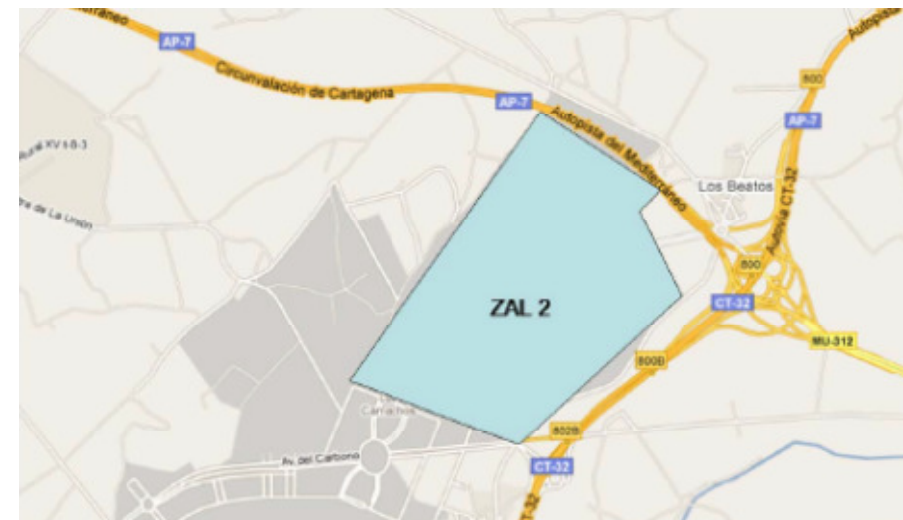 AP-7
Circunvalación de Cartagena
AP-7
Autopista del Mediterráneo
800
AP-7
Los Beatos
Autovía CT-32
800
CT-32
ZAL 2
MU-312
800B
802B
Av. del Carbono
CT-32